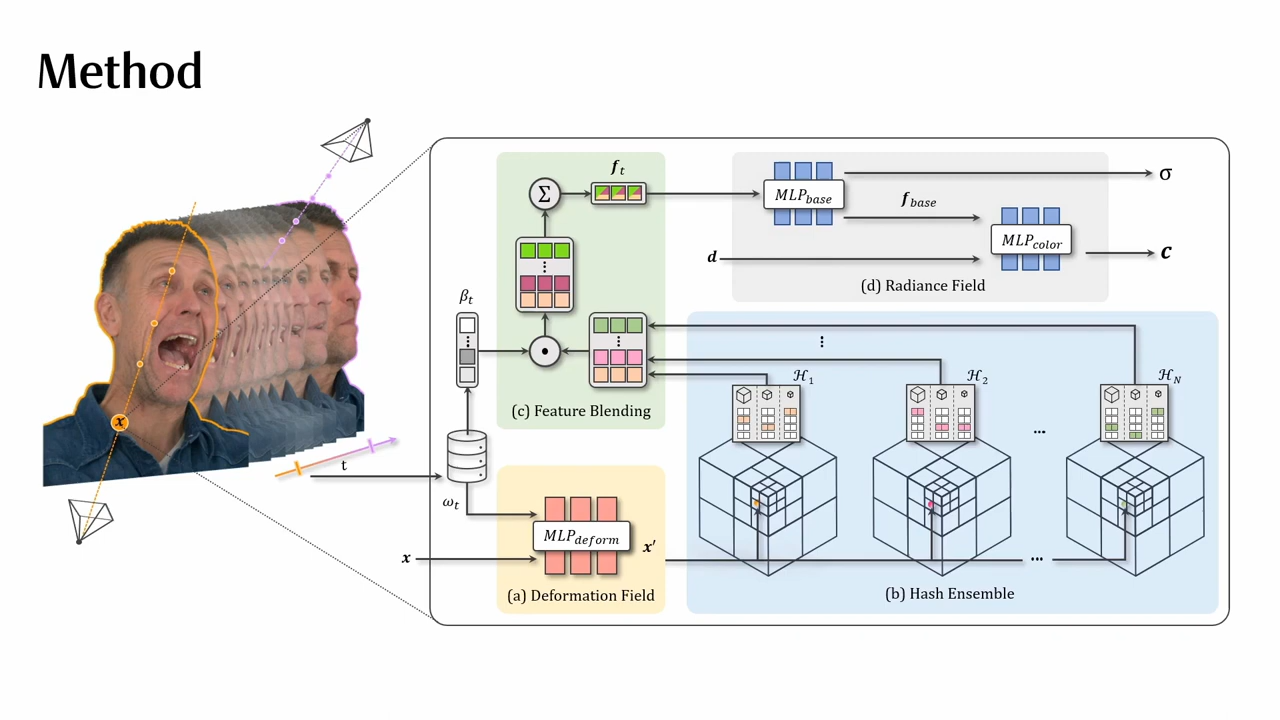 Method
x
t
x
ω_t
β_t
Σ
f_t
(c) Feature Blending
MLP_deform
x′
(a) Deformation Field
MLP_base
σ
f_base
MLP_color
d
c
(d) Radiance Field
ℋ_1
ℋ_2
ℋ_N
...
...
(b) Hash Ensemble